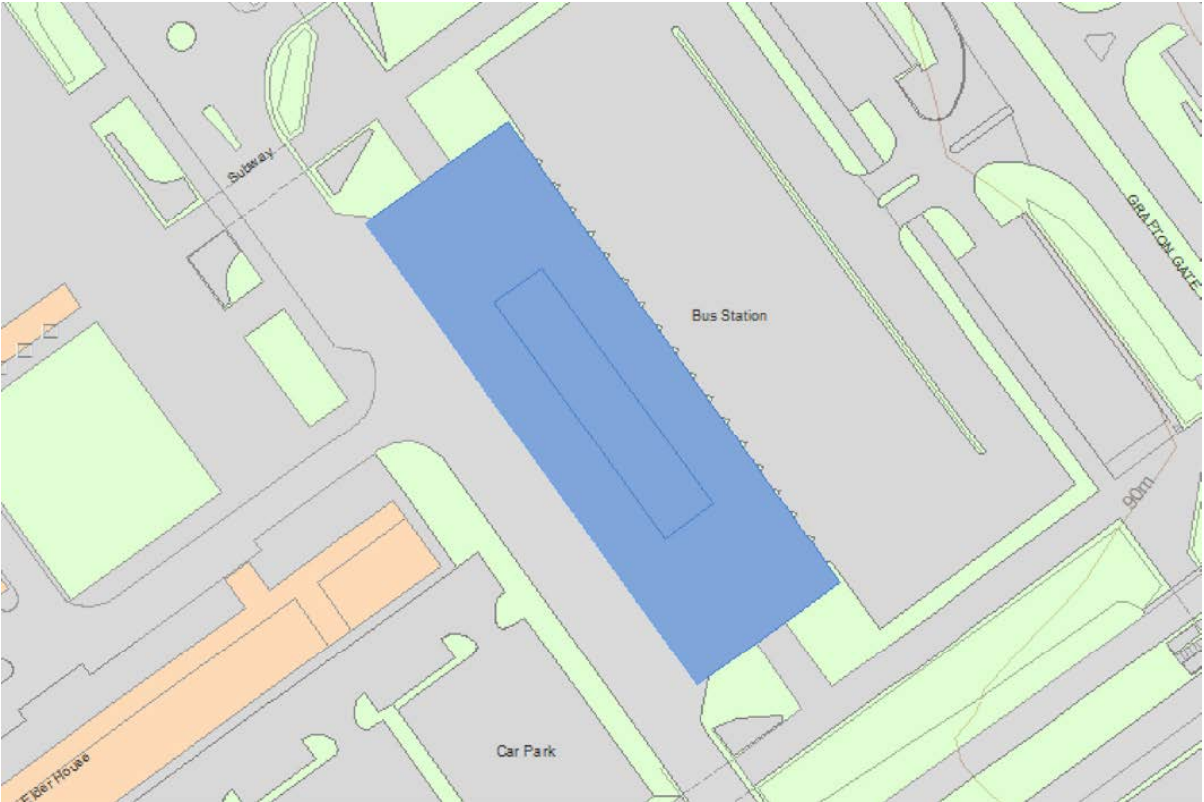 Subway
GRAFTON GATE
Bus Station
90m
Car Park
Elder House